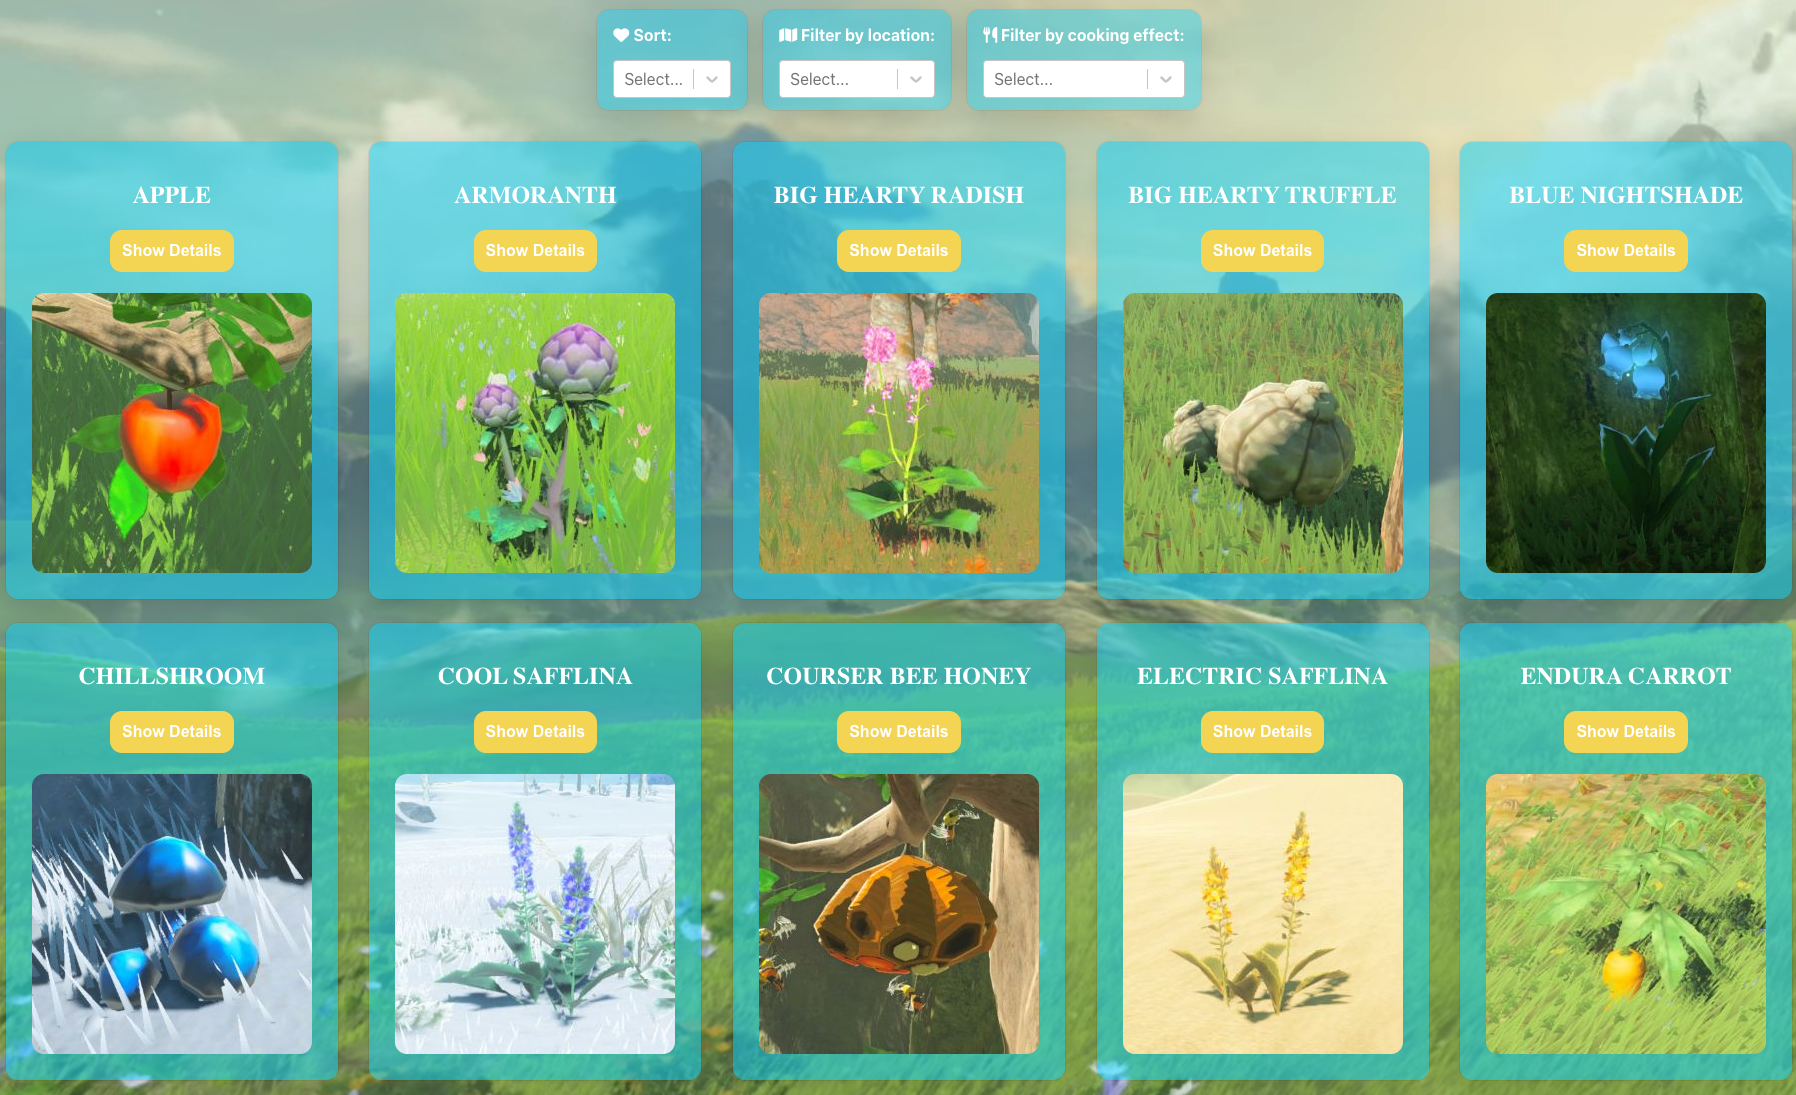 Sort:
Filter by location:
Filter by cooking effect:
Select...
Select...
Select...
APPLE
ARMORANTH
BIG HEARTY RADISH
BIG HEARTY TRUFFLE
BLUE NIGHTSHADE
Show Details
Show Details
Show Details
Show Details
Show Details
CHILLSHROOM
COOL SAFFLINA
COURSER BEE HONEY
ELECTRIC SAFFLINA
ENDURA CARROT
Show Details
Show Details
Show Details
Show Details
Show Details